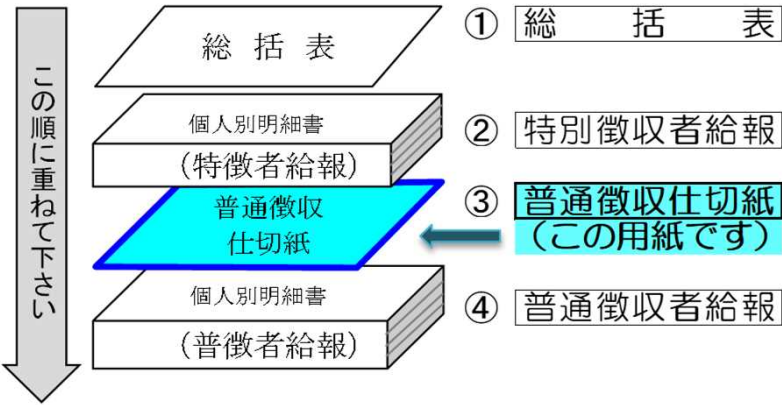 この順に重ねて下さい
総括表
① 総括表
個人別明細書
(特徴者給報)
② 特別徴収者給報
普通徴収
仕切紙
③ 普通徴収仕切紙
(この用紙です)
個人別明細書
(普徴者給報)
④ 普通徴収者給報